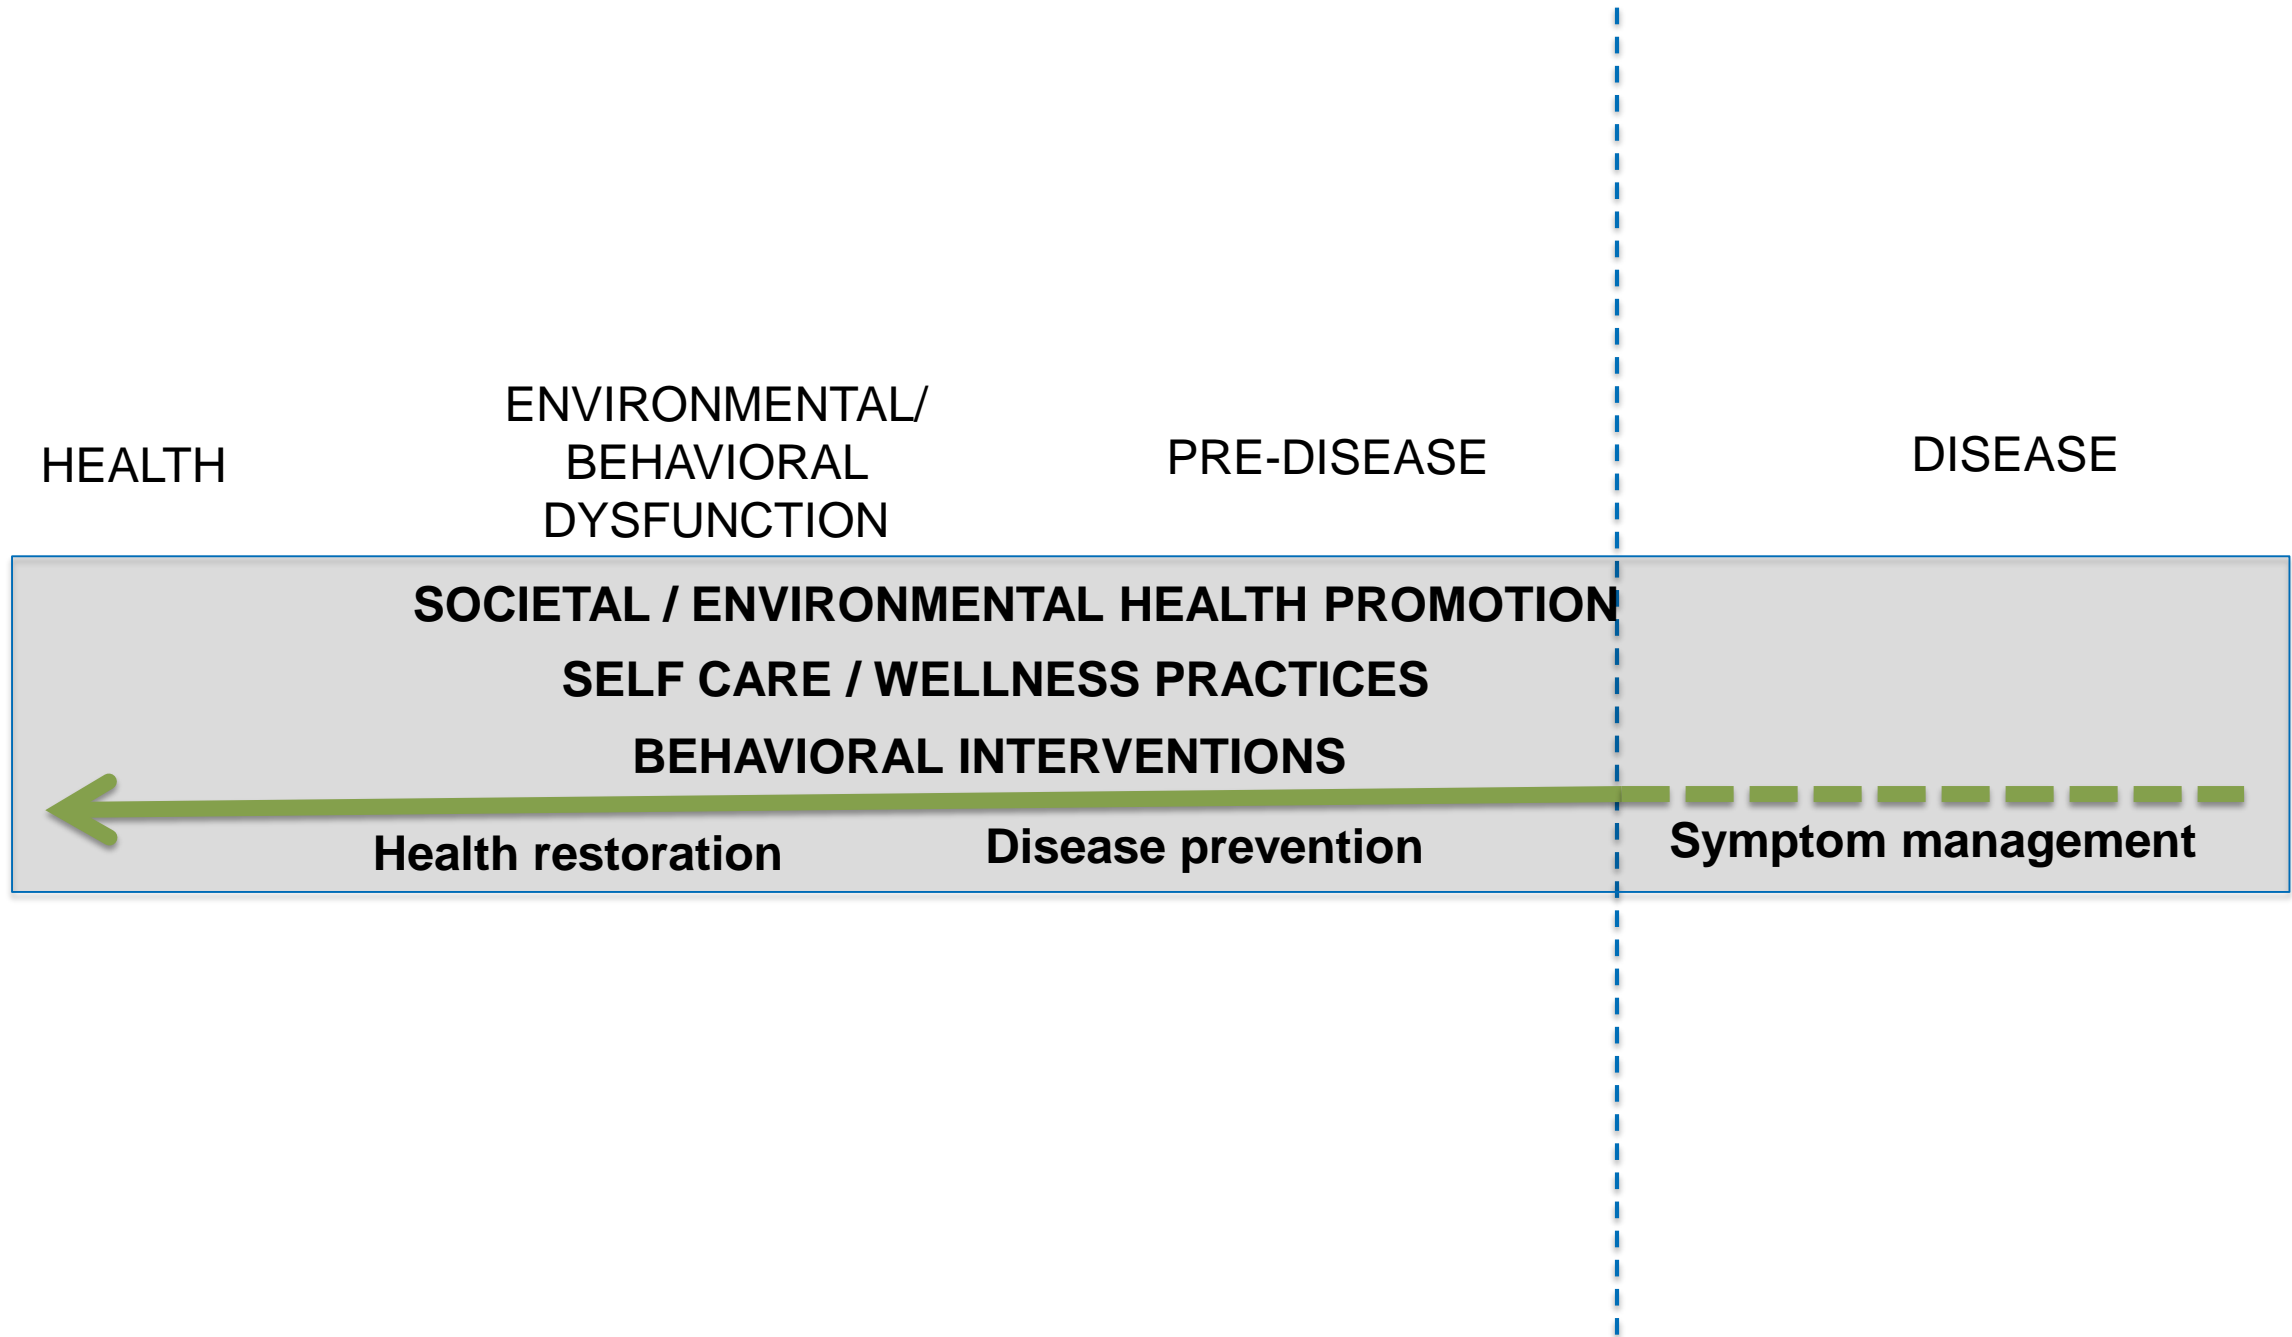 HEALTH
ENVIRONMENTAL/
BEHAVIORAL
DYSFUNCTION
PRE-DISEASE
DISEASE
SOCIETAL / ENVIRONMENTAL HEALTH PROMOTION
SELF CARE / WELLNESS PRACTICES
BEHAVIORAL INTERVENTIONS
Health restoration
Disease prevention
Symptom management